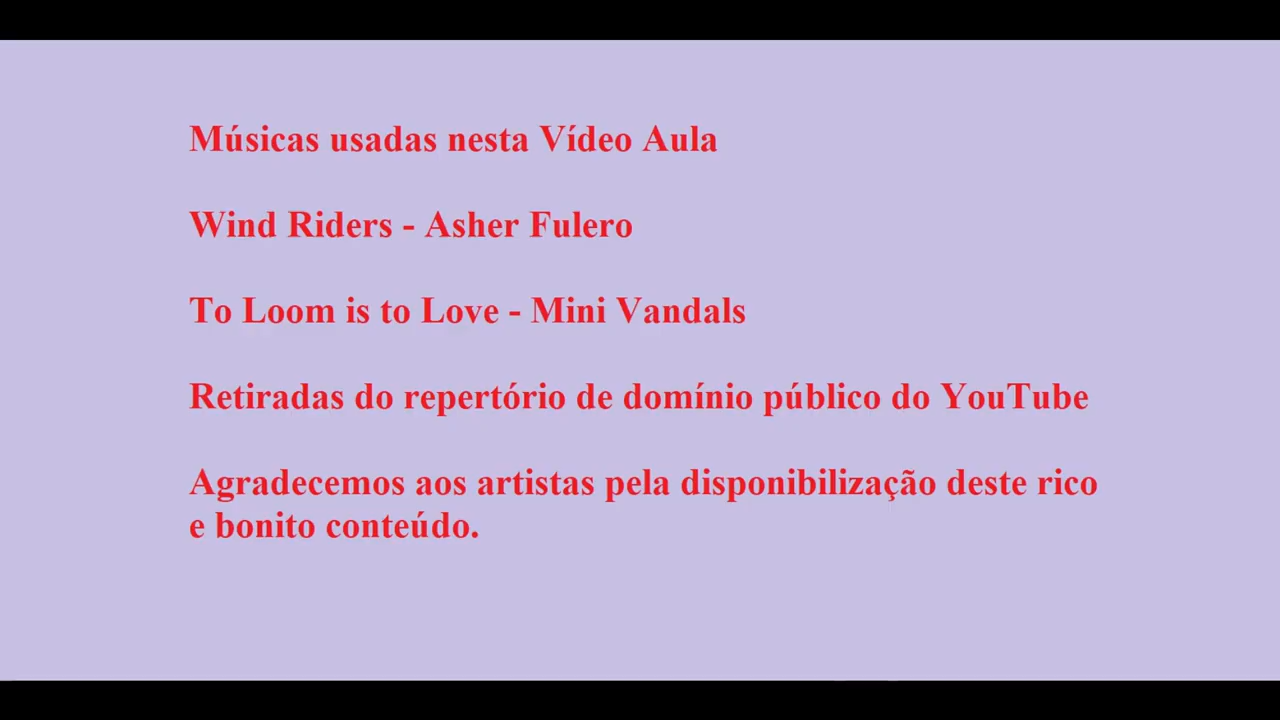 Músicas usadas nesta Vídeo Aula
Wind Riders - Asher Fulero
To Loom is to Love - Mini Vandals
Retiradas do repertório de domínio público do YouTube
Agradecemos aos artistas pela disponibilização deste rico
e bonito conteúdo.